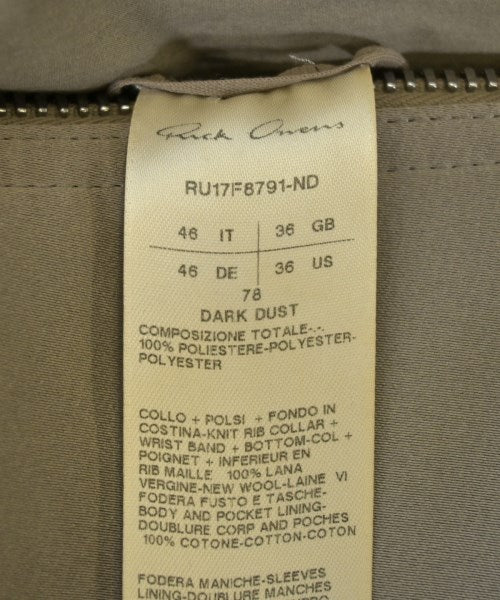 Rick Owens
RU17F8791-ND
46 IT 36 GB
46 DE 36 US
78
DARK DUST
COMPOSIZIONE TOTALE-.-.
100% POLIESTERE-POLYESTER-
POLYESTER
COLLO + POLSI + FONDO IN
COSTINA-KNIT RIB COLLAR +
WRIST BAND + BOTTOM-COL +
POIGNET + INFERIEUR EN
RIB MAILLE 100% LANA
VERGINE-NEW WOOL-LAINE VI
FODERA FUSTO E TASCHE-
BODY AND POCKET LINING-
DOUBLURE CORP AND POCHES
100% COTONE-COTTON-COTON
FODERA MANICHE-SLEEVES
LINING-DOUBLURE MANCHES